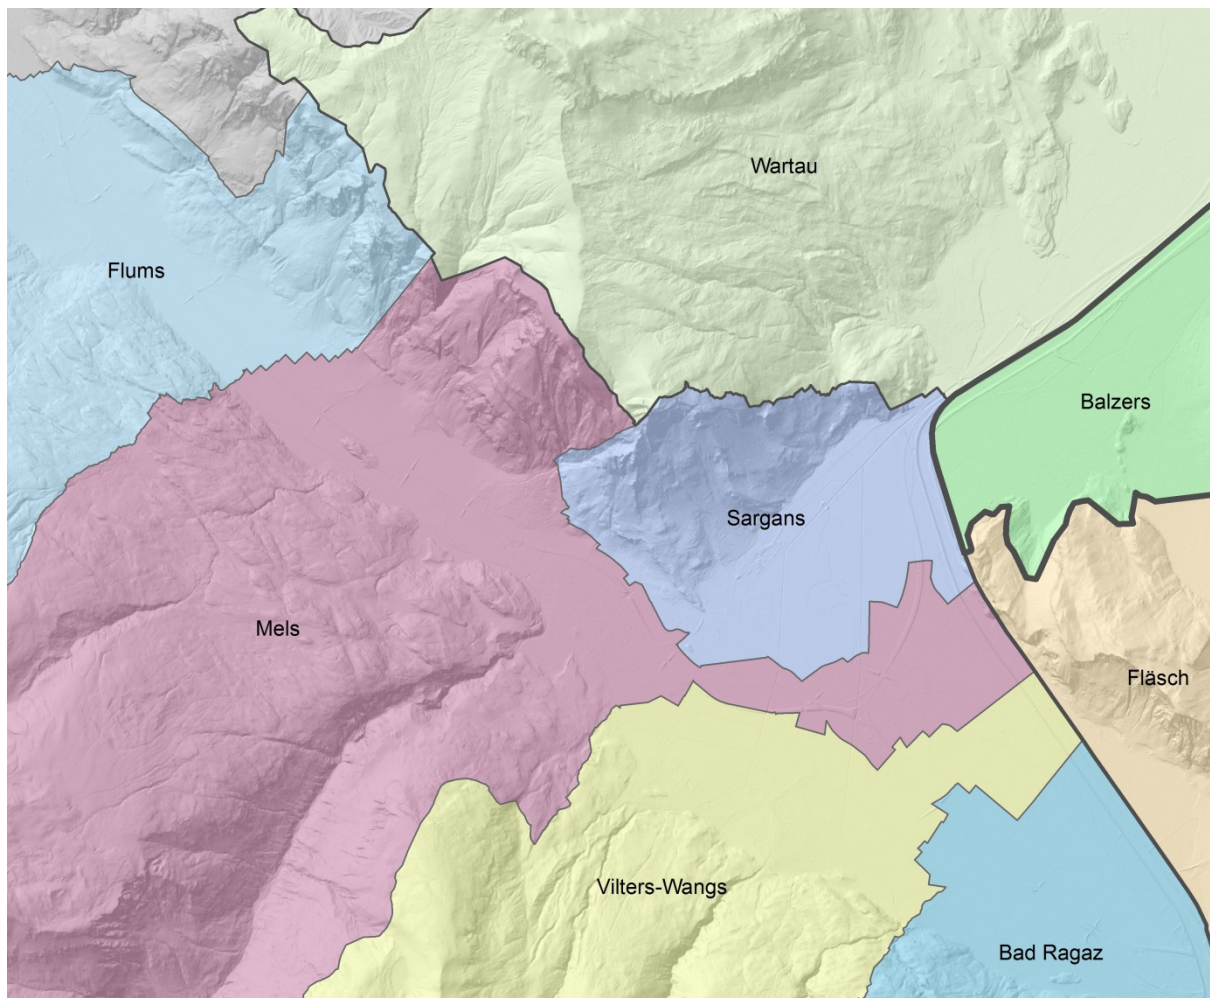 Wartau
Flums
Balzers
Sargans
Mels
Fläsch
Vilters-Wangs
Bad Ragaz